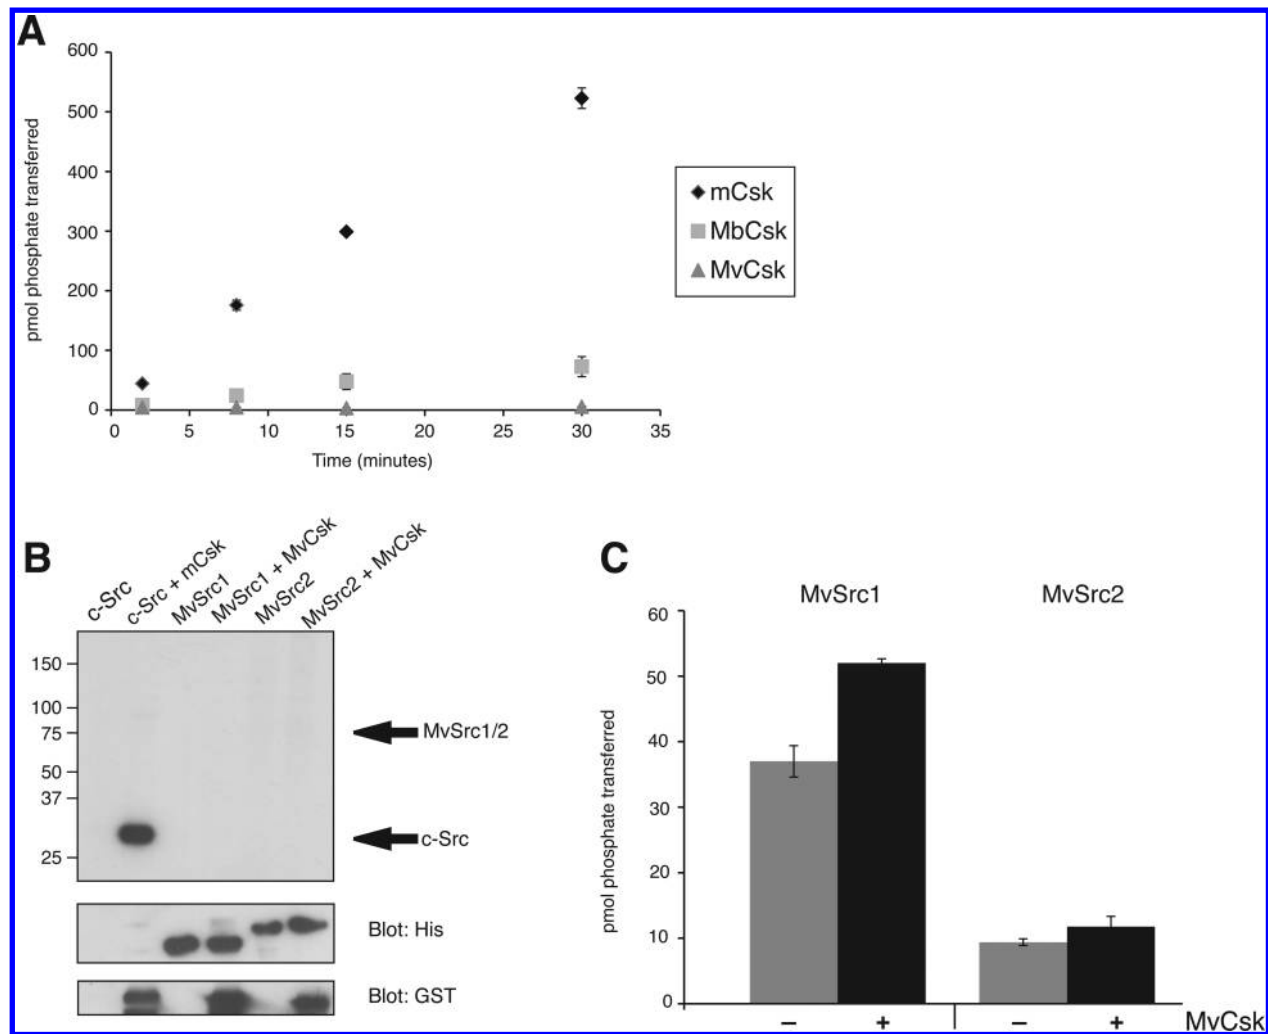 A
600
500
400
300
200
100
0
pmol phosphate transferred
0 5 10 15 20 25 30 35
Time (minutes)
mCsk
MbCsk
MvCsk
B
c-Src
c-Src + mCsk
MvSrc1
MvSrc1 + MvCsk
MvSrc2
MvSrc2 + MvCsk
150
100
75
50
37
25
MvSrc1/2
c-Src
Blot: His
Blot: GST
C
MvSrc1 MvSrc2
60
50
40
30
20
10
0
pmol phosphate transferred
– + – + MvCsk